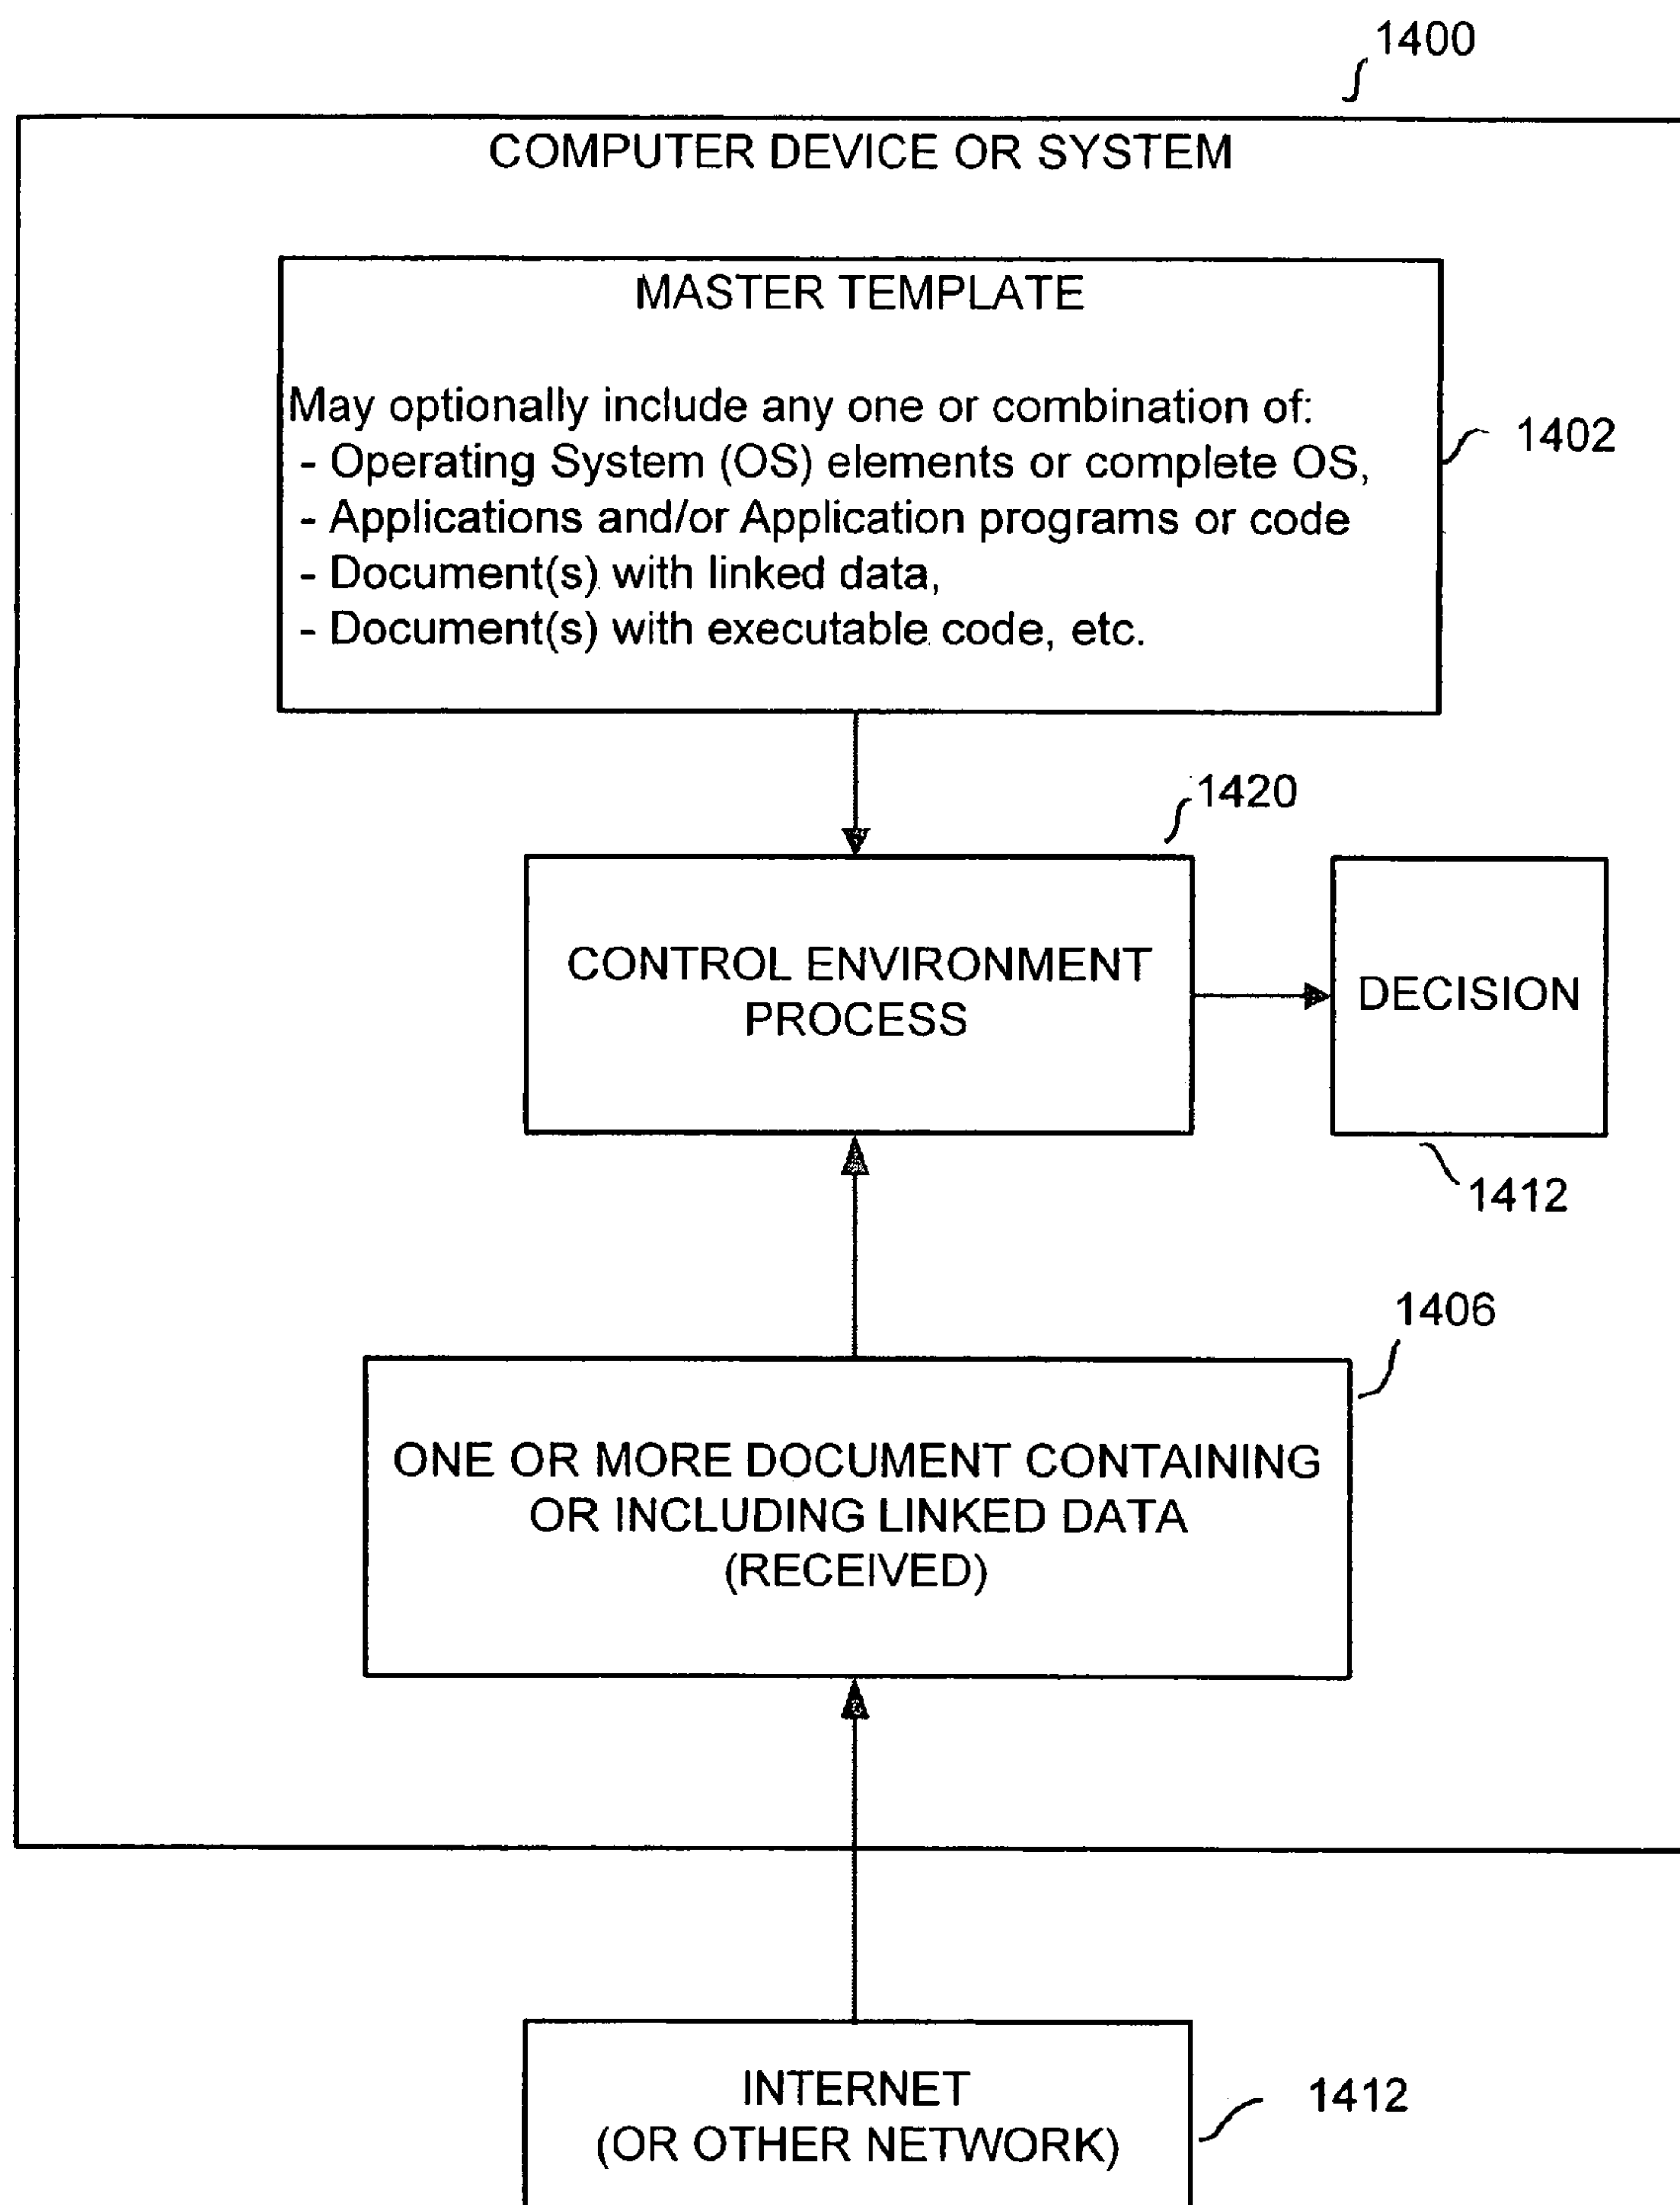 1400
COMPUTER DEVICE OR SYSTEM
MASTER TEMPLATE
May optionally include any one or combination of:
- Operating System (OS) elements or complete OS,
- Applications and/or Application programs or code
- Document(s) with linked data,
- Document(s) with executable code, etc.
1402
1420
CONTROL ENVIRONMENT
PROCESS
DECISION
1412
1406
ONE OR MORE DOCUMENT CONTAINING
OR INCLUDING LINKED DATA
(RECEIVED)
INTERNET
(OR OTHER NETWORK)
1412